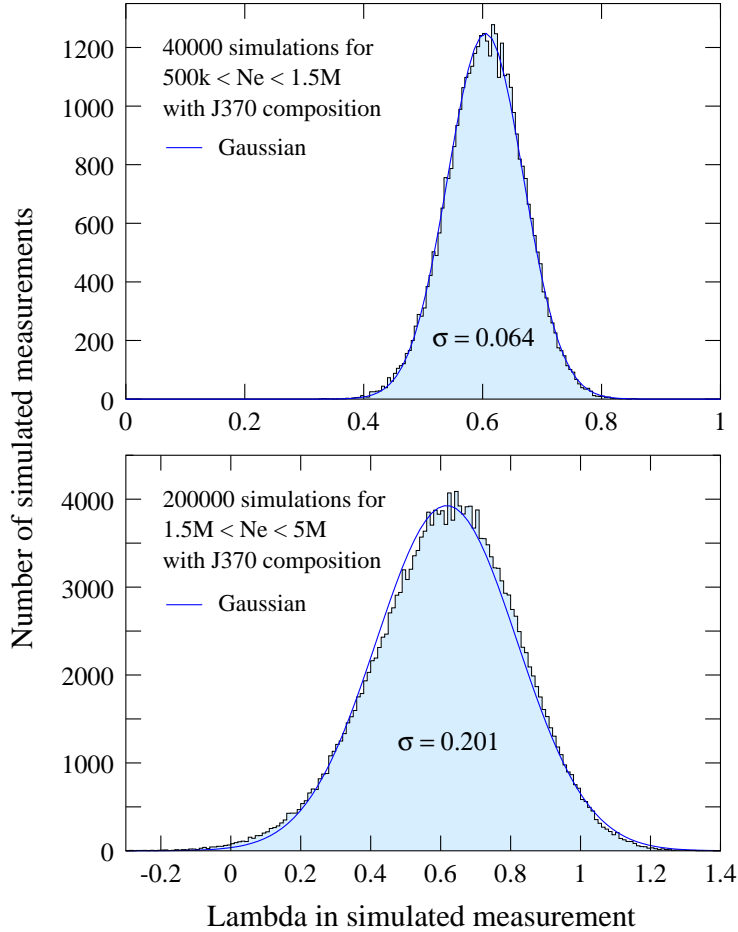 Number of simulated measurements
1200
1000
800
600
400
200
0
40000 simulations for
500k < Ne < 1.5M
with J370 composition
Gaussian
σ = 0.064
0 0.2 0.4 0.6 0.8 1
4000
3000
2000
1000
0
200000 simulations for
1.5M < Ne < 5M
with J370 composition
Gaussian
σ = 0.201
-0.2 0 0.2 0.4 0.6 0.8 1 1.2 1.4
Lambda in simulated measurement